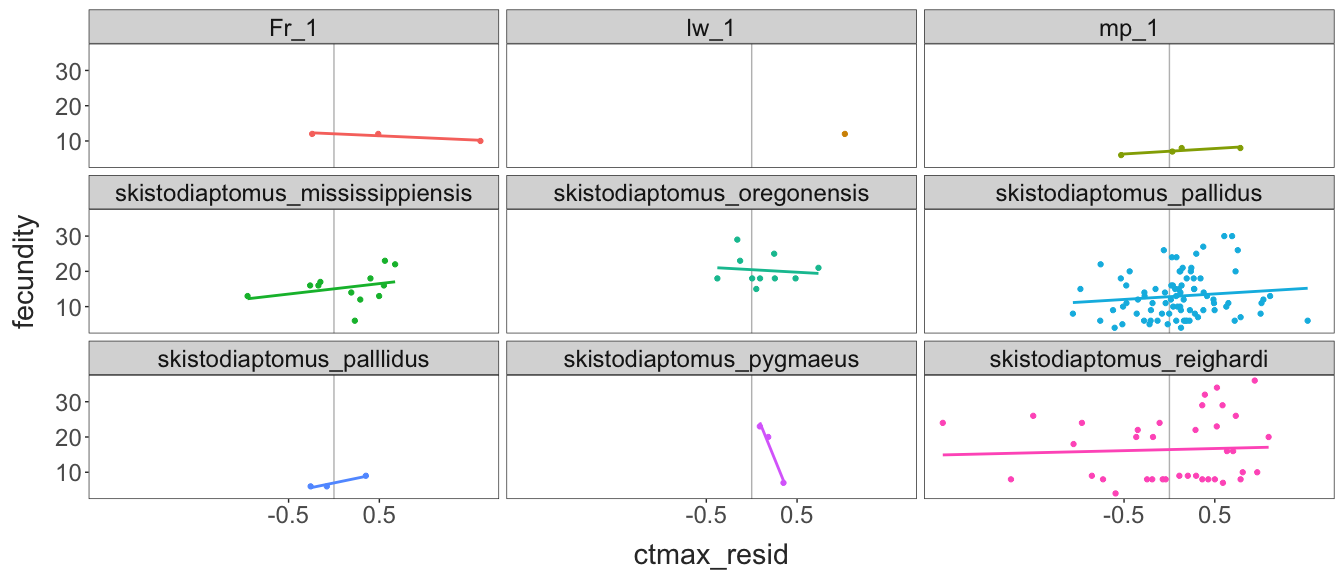 Fr_1 lw_1 mp_1
30
20
10
skistodiaptomus_mississippiensis skistodiaptomus_oregonensis skistodiaptomus_pallidus
30
20
10
fecundity
skistodiaptomus_palllidus skistodiaptomus_pygmaeus skistodiaptomus_reighardi
30
20
10
-0.5 0.5 -0.5 0.5 -0.5 0.5
ctmax_resid